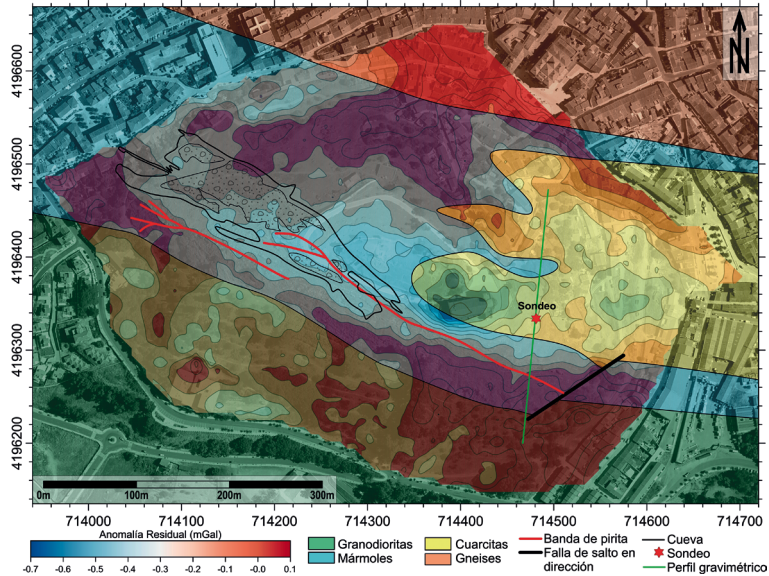 N
4196600
4196500
4196400
4196300
4196200
Sondeo
0m 100m 200m 300m
714000 714100 714200 714300 714400 714500 714600 714700
Anomalía Residual (mGal)
-0.7 -0.6 -0.5 -0.4 -0.3 -0.2 -0.1 -0.0 0.1
Granodioritas
Mármoles
Cuarcitas
Gneises
Banda de pirita
Falla de salto en
dirección
Cueva
Sondeo
Perfil gravimétrico